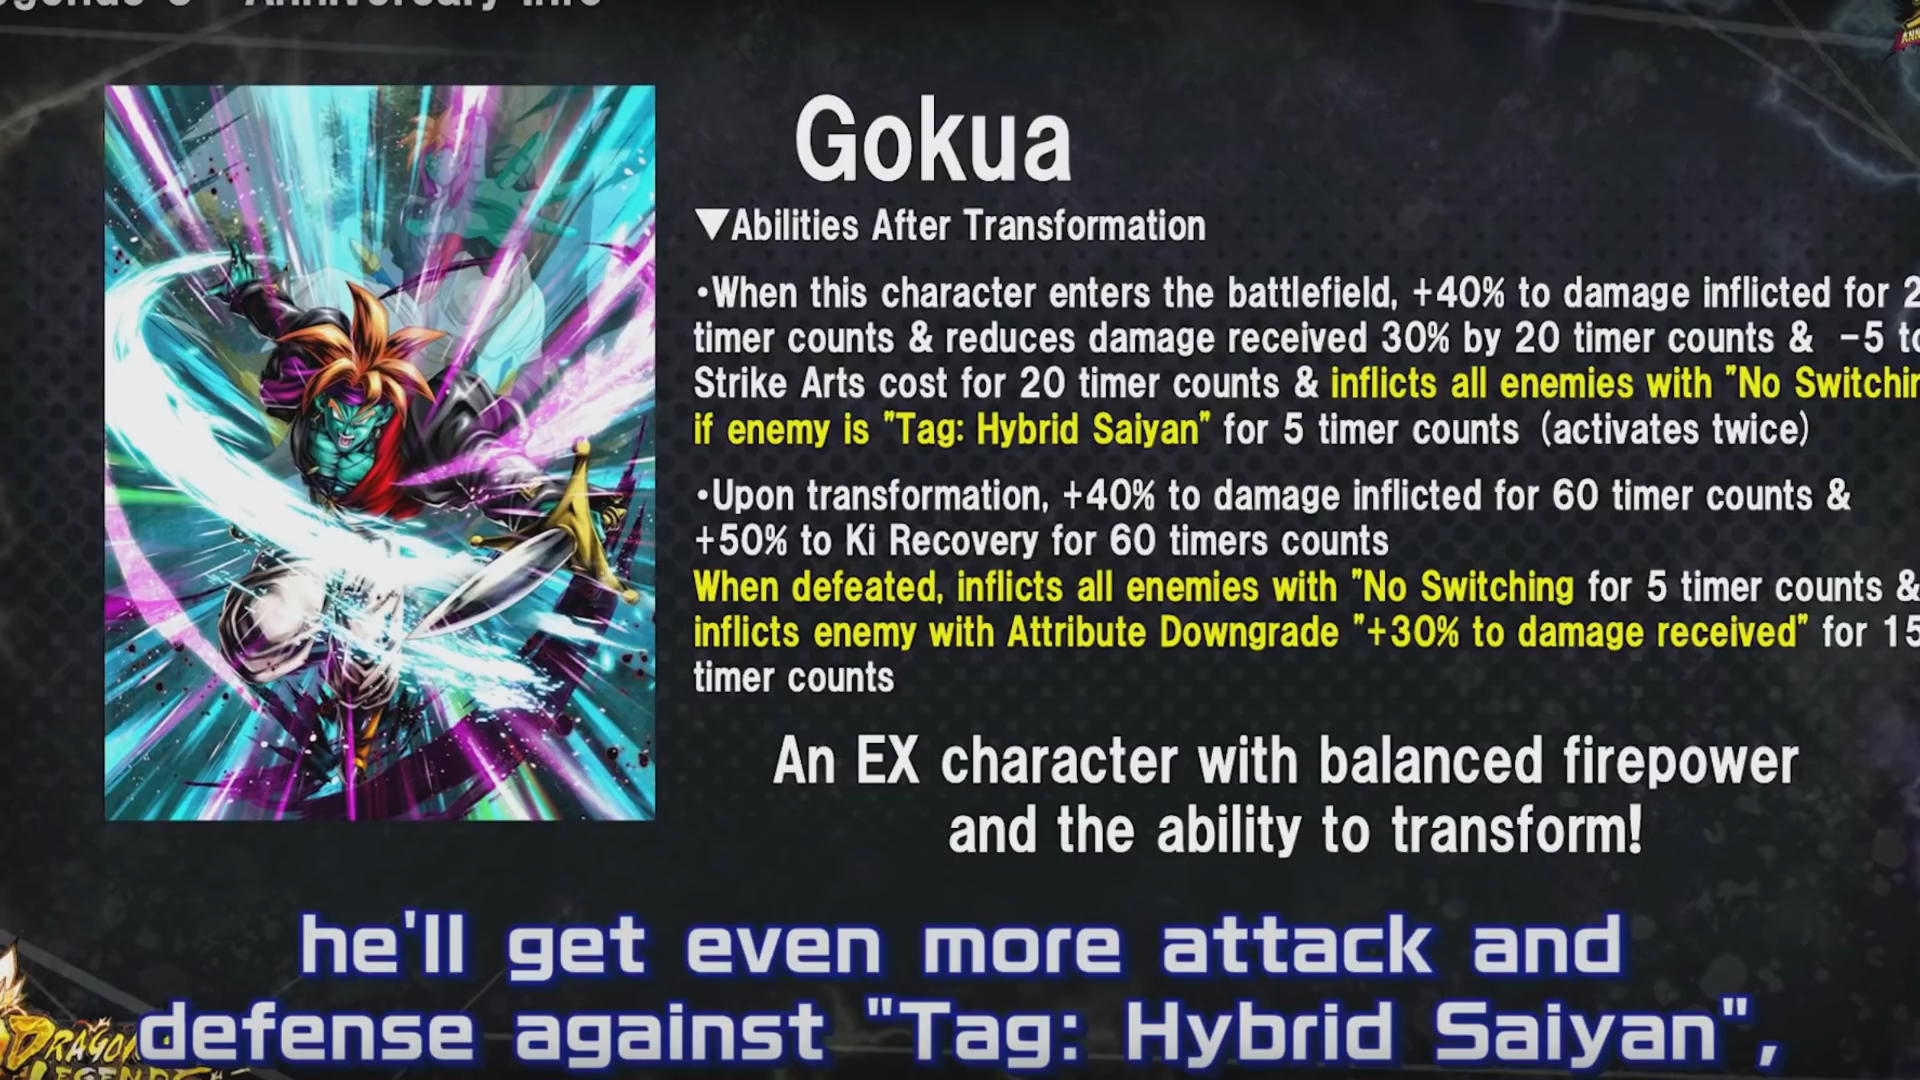 Anniversary Info
Gokua
▼Abilities After Transformation
•When this character enters the battlefield, +40% to damage inflicted for
timer counts & reduces damage received 30% by 20 timer counts & -5
Strike Arts cost for 20 timer counts & inflicts all enemies with "No
if enemy is "Tag: Hybrid Saiyan" for 5 timer counts (activates twice)
•Upon transformation, +40% to damage inflicted for 60 timer counts &
+50% to Ki Recovery for 60 timers counts
When defeated, inflicts all enemies with "No Switching for 5 timer counts &
inflicts enemy with Attribute Downgrade "+30% to damage received" for 15
timer counts
An EX character with balanced firepower
and the ability to transform!
he'll get even more attack and
defense against "Tag: Hybrid Saiyan",